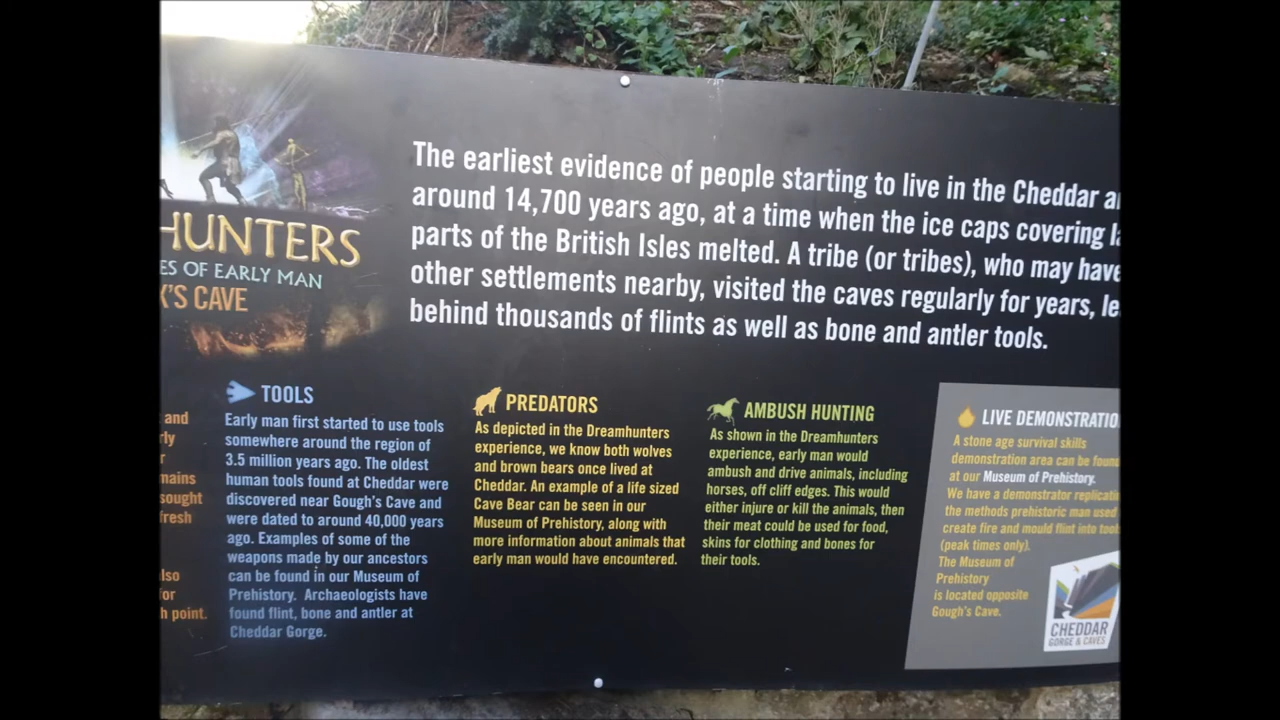 HUNTERS
ES OF EARLY MAN
'S CAVE
The earliest evidence of people starting to live in the Cheddar
around 14,700 years ago, at a time when the ice caps covering
parts of the British Isles melted. A tribe (or tribes), who may have
other settlements nearby, visited the caves regularly for years,
behind thousands of flints as well as bone and antler tools.
and
fresh
point.
TOOLS
Early man first started to use tools
somewhere around the region of
3.5 million years ago. The oldest
human tools found at Cheddar were
discovered near Gough's Cave and
were dated to around 40,000 years
ago. Examples of some of the
weapons made by our ancestors
can be found in our Museum of
Prehistory. Archaeologists have
found flint, bone and antler at
Cheddar Gorge.
PREDATORS
As depicted in the Dreamhunters
experience, we know both wolves
and brown bears once lived at
Cheddar. An example of a life sized
Cave Bear can be seen in our
Museum of Prehistory, along with
more information about animals that
early man would have encountered.
AMBUSH HUNTING
As shown in the Dreamhunters
experience, early man would
ambush and drive animals, including
horses, off cliff edges. This would
either injure or kill the animals, then
their meat could be used for food,
skins for clothing and bones for
their tools.
LIVE DEMONSTRATIO
A stone age survival skills
demonstration area can be found
at our Museum of Prehistory.
We have a demonstrator replicatin
the methods prehistoric man used
create fire and mould flint into tools
(peak times only).
The Museum of
Prehistory
is located opposite
Gough's Cave.
CHEDDAR
GORGE & CAVES